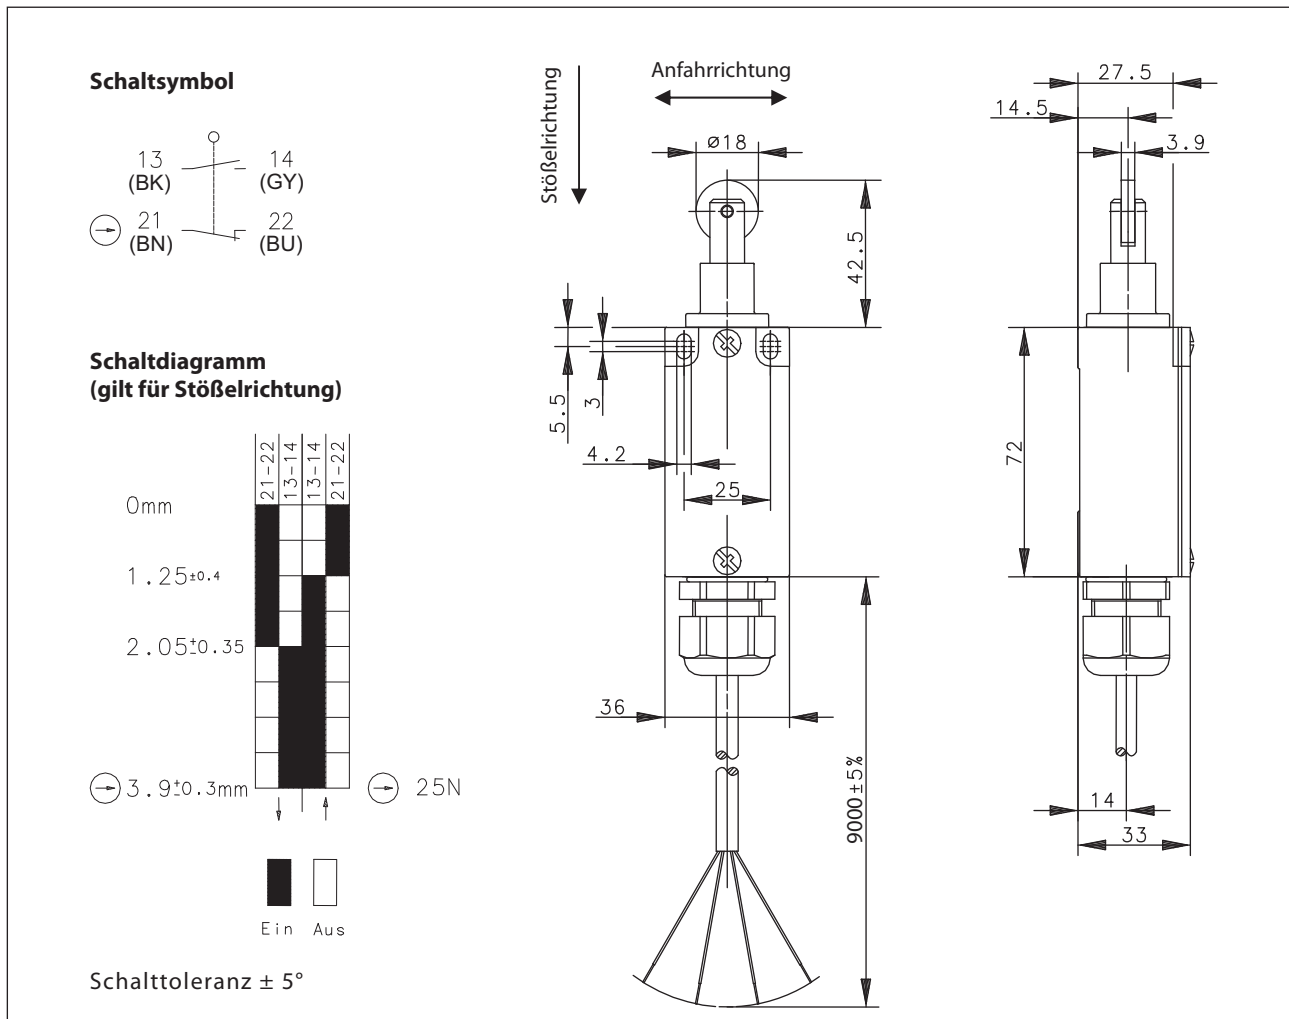 Schaltsymbol
13
(BK)
14
(GY)
21
(BN)
22
(BU)
Schaltdiagramm
(gilt für Stößelrichtung)
21-22
13-14
13-14
21-22
0mm
1.25±0.4
2.05±0.35
3.9±0.3mm
25N
Ein
Aus
Schalttoleranz ± 5°
Stößelrichtung
Anfahrrichtung
ø18
42.5
5.5
3
4.2
25
36
9000±5%
27.5
14.5
3.9
72
14
33